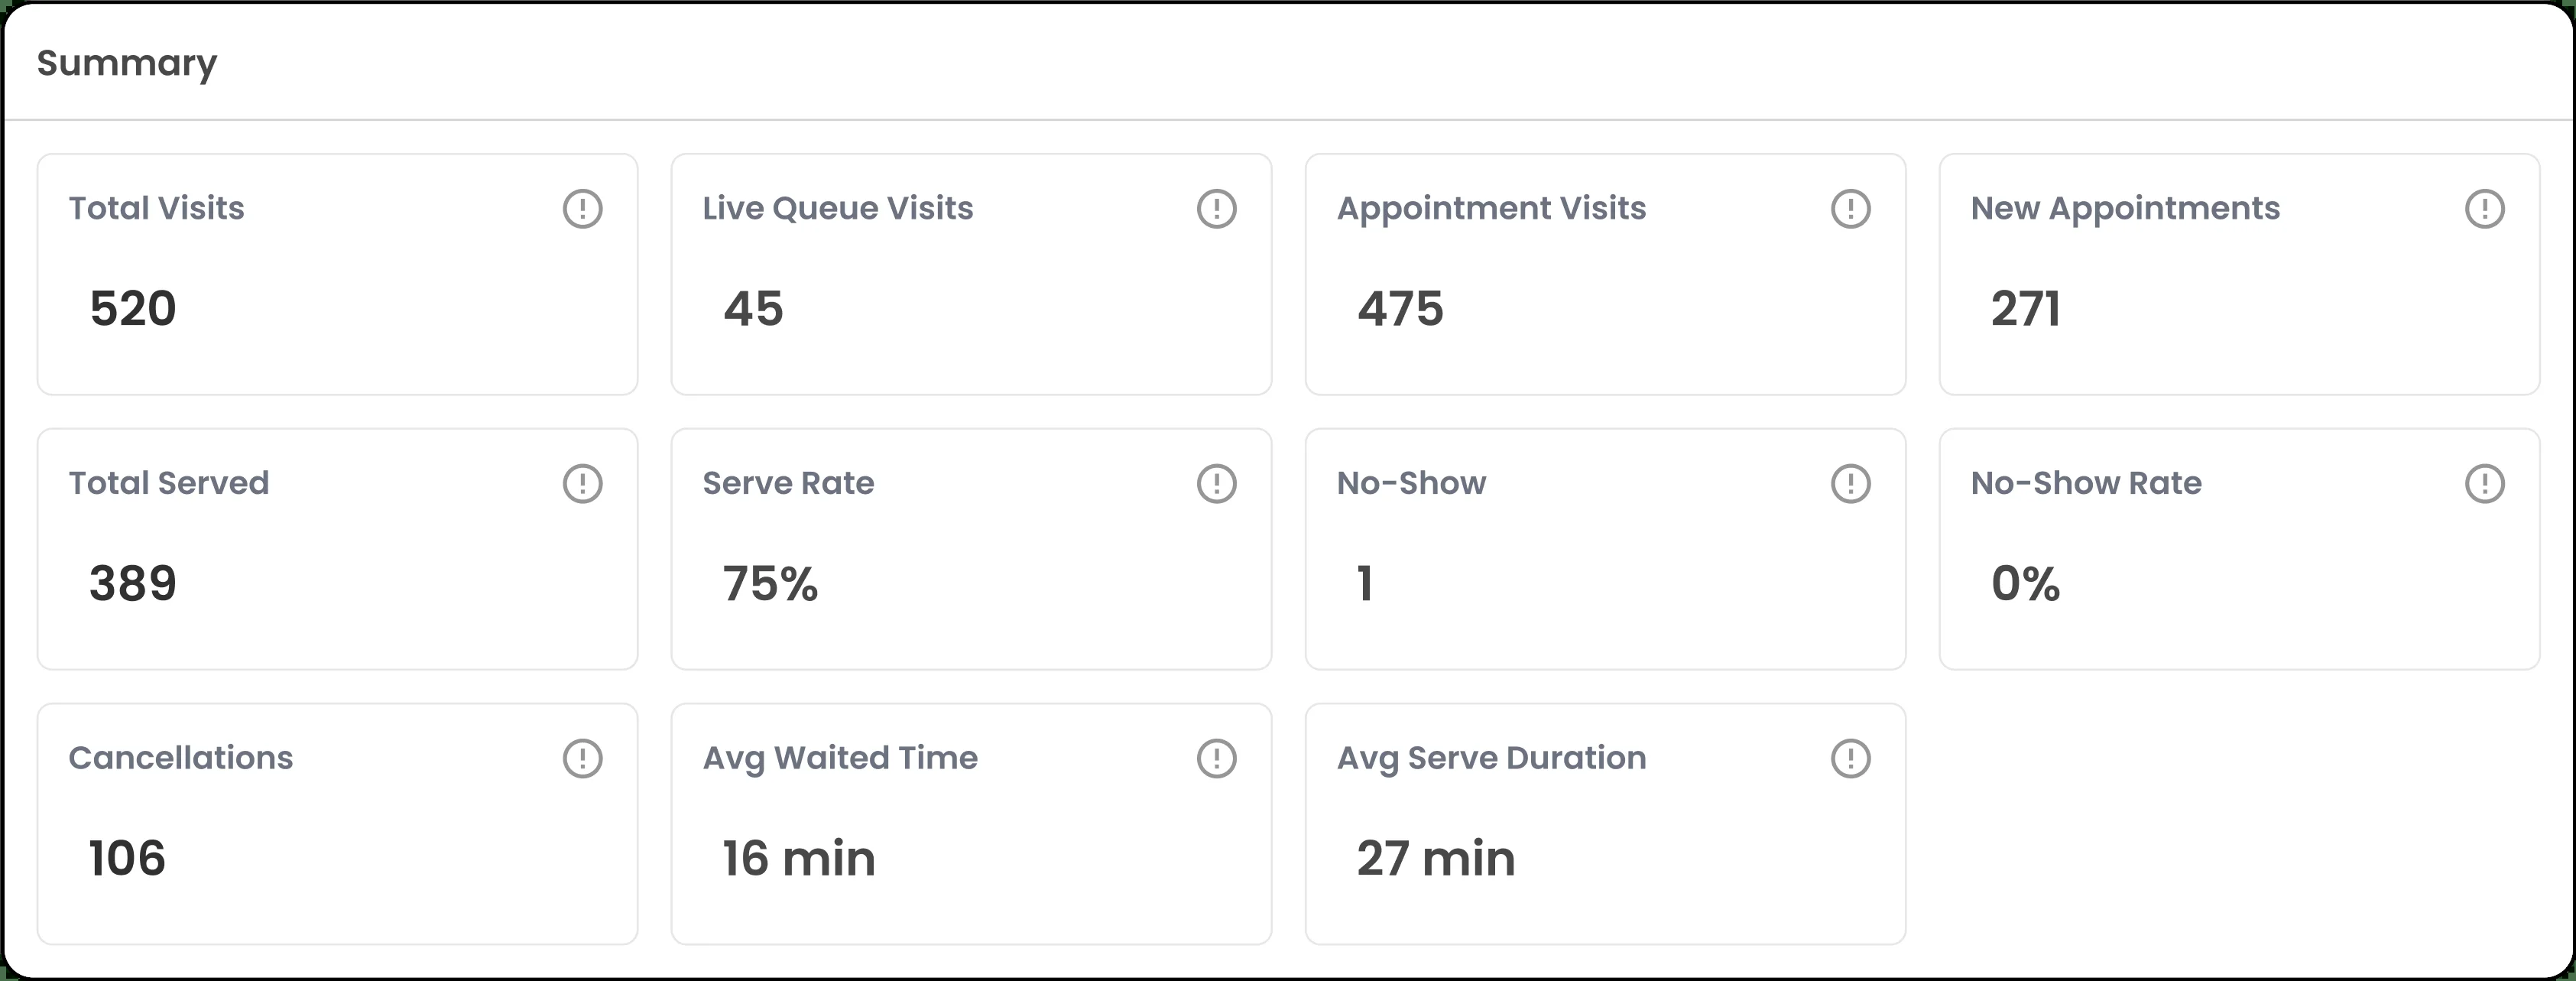 Summary
Total Visits
Live Queue Visits
Appointment Visits
New Appointments
520
45
475
271
Total Served
Serve Rate
No-Show
No-Show Rate
389
75%
1
0%
Cancellations
Avg Waited Time
Avg Serve Duration
106
16 min
27 min